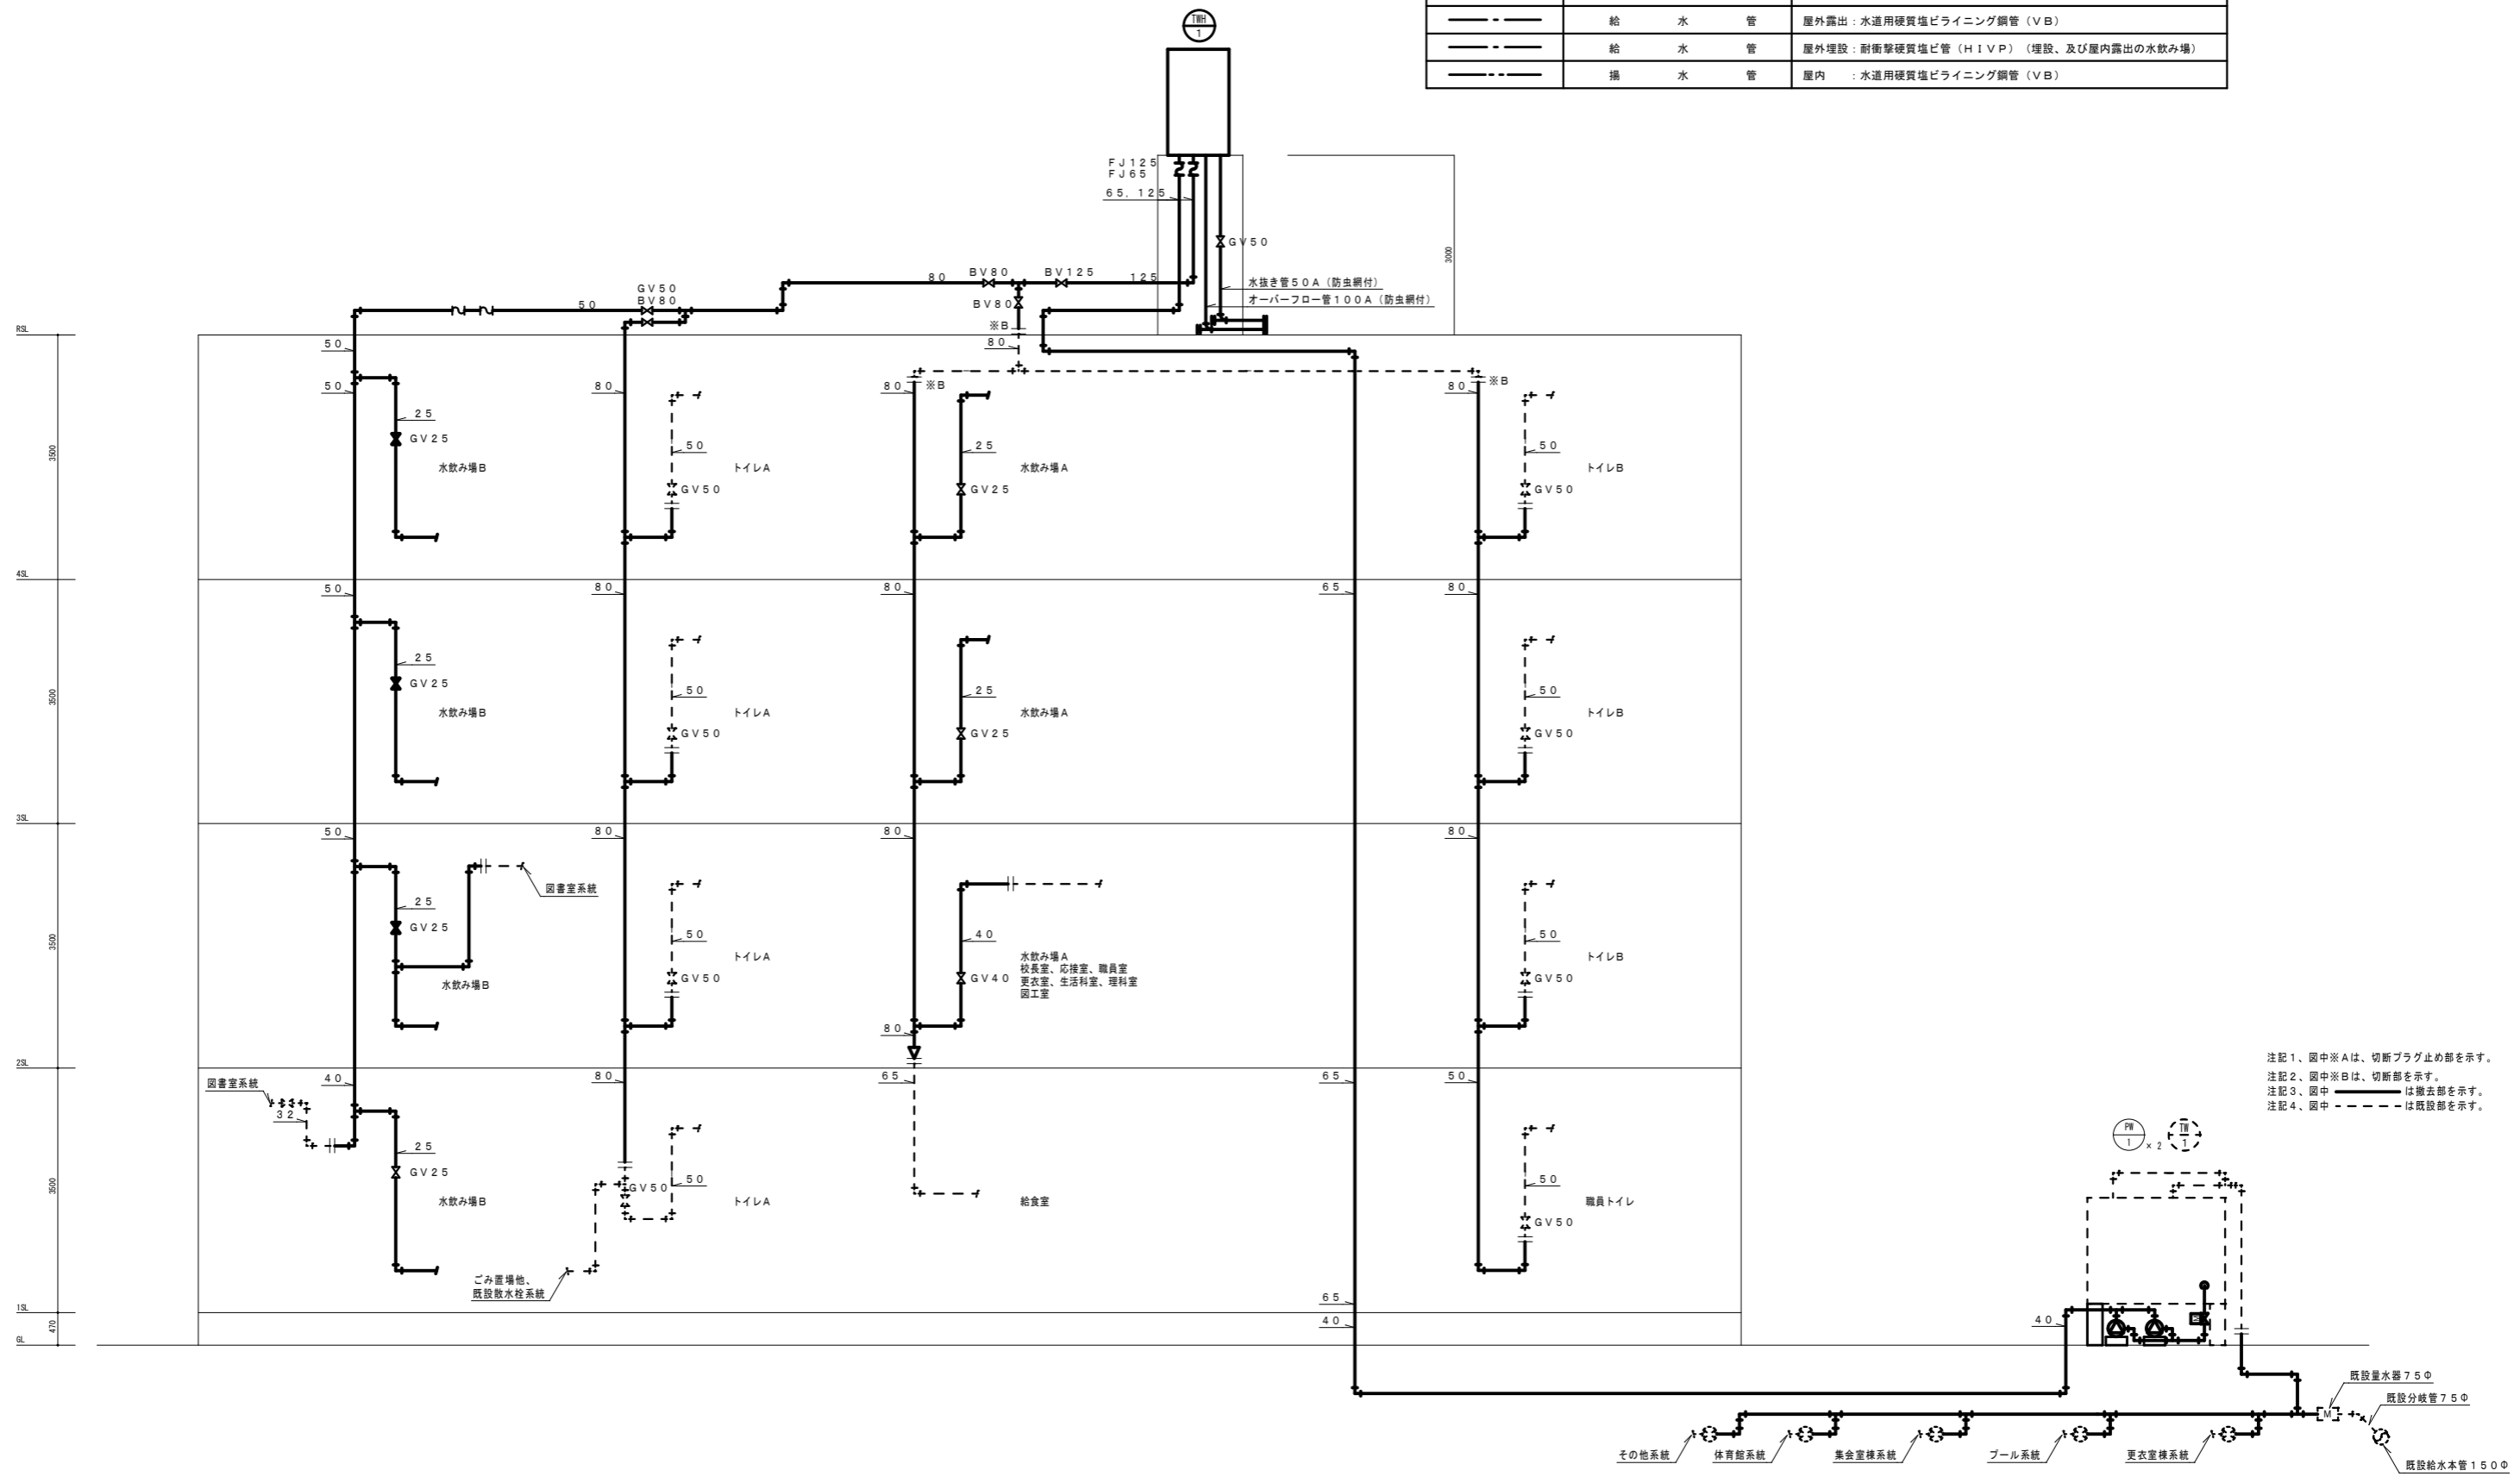 給 水 管 屋外露出：水道用硬質塩ビライニング鋼管（ＶＢ）
給 水 管 屋外埋設：耐衝撃硬質塩ビ管（ＨＩＶＰ）（埋設、及び屋内露出の水飲み場）
揚 水 管 屋内 ：水道用硬質塩ビライニング鋼管（ＶＢ）
TWH
1
ＦＪ１２５
ＦＪ６５
６５．１２５
3000
ＧＶ５０
８０ ＢＶ８０ ＢＶ１２５ １２５
水抜き管５０Ａ（防虫網付）
オーバーフロー管１００Ａ（防虫網付）
ＧＶ５０
５０ ＢＶ８０
ＢＶ８０
RSL
※Ｂ
８０
５０
５０ ８０ ８０ ※Ｂ ８０ ※Ｂ
２５
ＧＶ２５
３５００
５０ ２５ ５０
水飲み場Ｂ トイレＡ 水飲み場Ａ トイレＢ
ＧＶ５０ ＧＶ２５ ＧＶ５０
4SL
５０ ８０ ８０ ６５ ８０
２５
ＧＶ２５
3500
５０ ２５ ５０
水飲み場Ｂ トイレＡ 水飲み場Ａ トイレＢ
ＧＶ５０ ＧＶ２５ ＧＶ５０
3SL
５０ ８０ ８０ ８０
図書室系統
２５
ＧＶ２５
3500
５０ ４０ ５０
水飲み場Ｂ トイレＡ 水飲み場Ａ トイレＢ
校長室、応接室、職員室
更衣室、生活科室、理科室
図工室
ＧＶ５０ ＧＶ４０ ＧＶ５０
８０
2SL
図書室系統
４０ ８０ ６５ ６５ ５０
３２
２５
ＧＶ２５
3500
ＧＶ５０ ５０ ５０
水飲み場Ｂ トイレＡ 給食室 職員トイレ
ＧＶ５０
ごみ置場他、
既設散水栓系統
1SL
６５
470
４０
GL
注記１、図中※Ａは、切断プラグ止め部を示す。
注記２、図中※Ｂは、切断部を示す。
注記３、図中 は撤去部を示す。
注記４、図中 は既設部を示す。
PW
1
× 2
TW
1
４０
既設量水器７５Φ
M
既設分岐管７５Φ
その他系統 体育館系統 集会室棟系統 プール系統 更衣室棟系統
既設給水本管１５０Φ